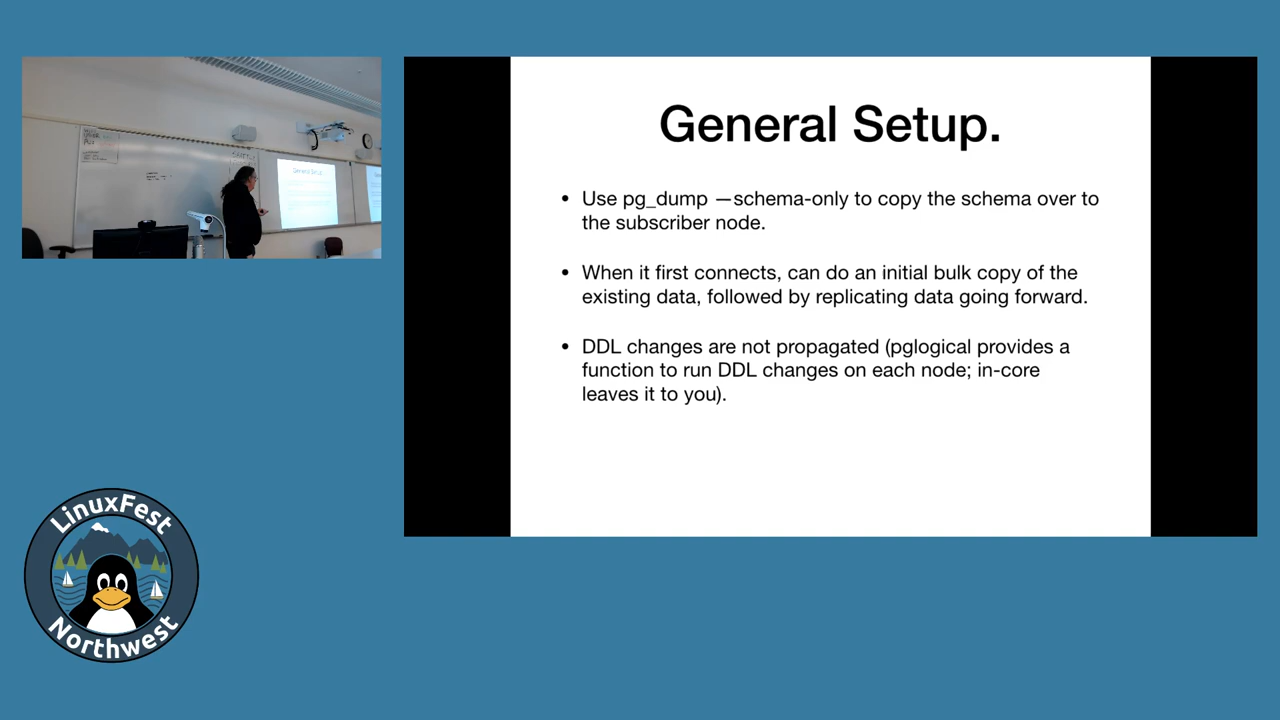 General Setup.
• Use pg_dump —schema-only to copy the schema over to
the subscriber node.
• When it first connects, can do an initial bulk copy of the
existing data, followed by replicating data going forward.
• DDL changes are not propagated (pglogical provides a
function to run DDL changes on each node; in-core
leaves it to you).
LinuxFest
Northwest